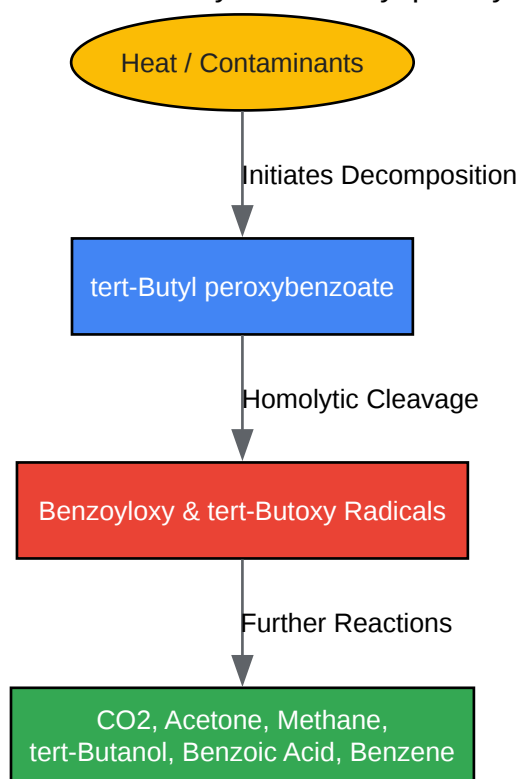 Heat / Contaminants
Initiates Decomposition
tert-Butyl peroxybenzoate
Homolytic Cleavage
Benzoyloxy & tert-Butoxy Radicals
Further Reactions
CO2, Acetone, Methane,
tert-Butanol, Benzoic Acid, Benzene